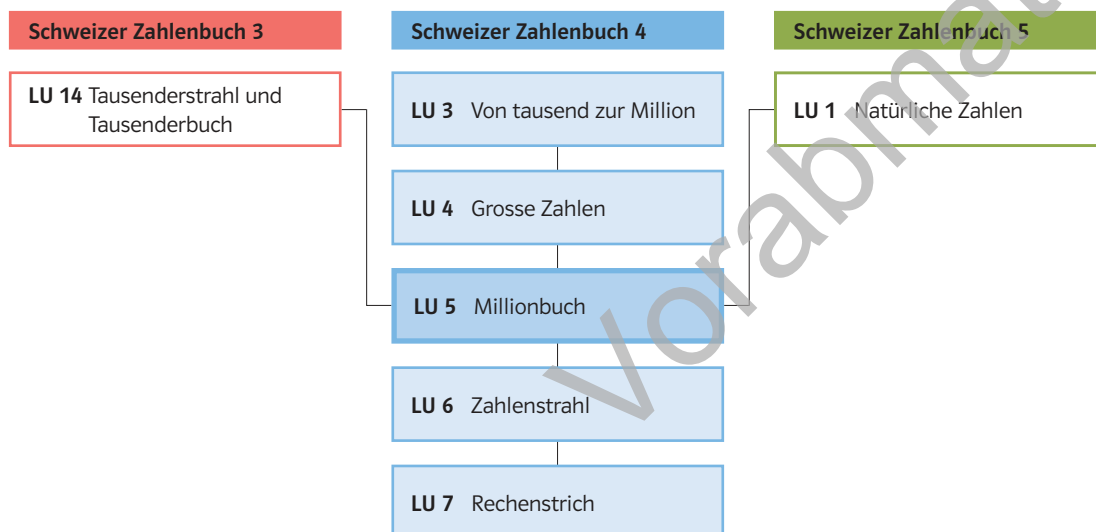 Schweizer Zahlenbuch 3
Schweizer Zahlenbuch 4
Schweizer Zahlenbuch 5
LU 14 Tausenderstrahl und
Tausenderbuch
LU 3 Von tausend zur Million
LU 1 Natürliche Zahlen
LU 4 Grosse Zahlen
LU 5 Millionbuch
LU 6 Zahlenstrahl
LU 7 Rechenstrich
Vorabmat